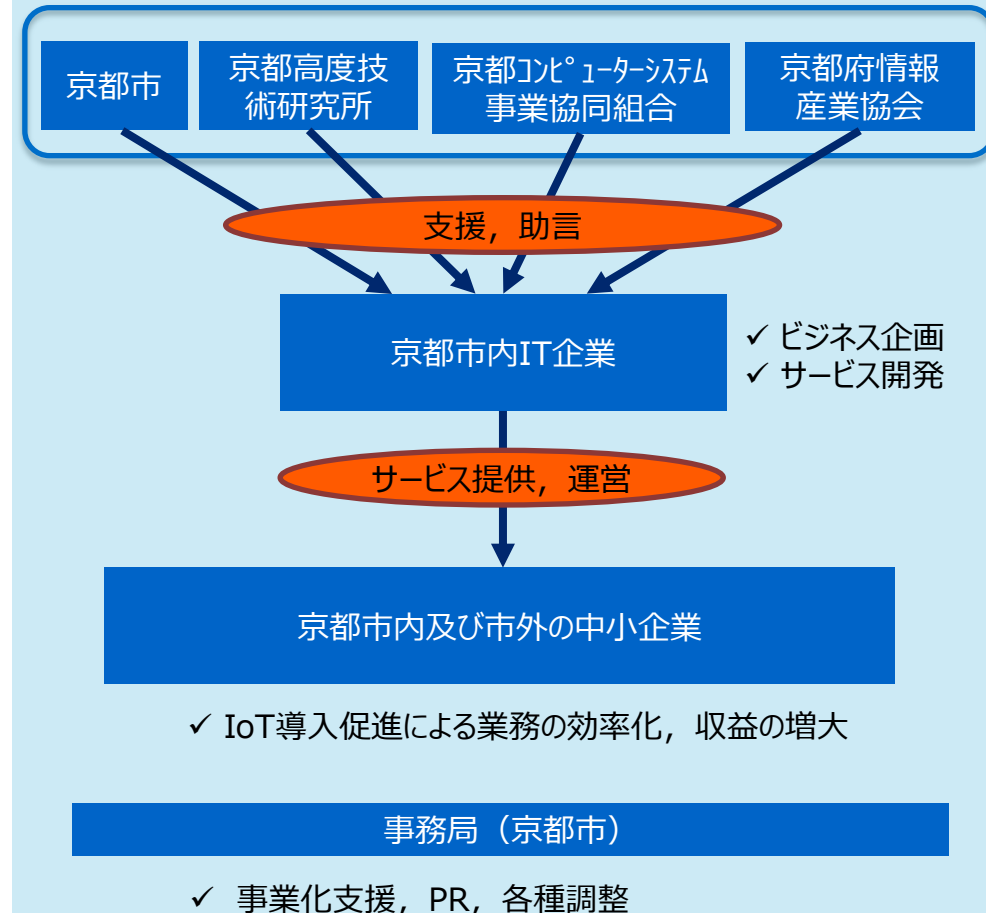 京都市
京都高度技
術研究所
京都ｺﾝﾋﾟｭｰﾀｰｼｽﾃﾑ
事業協同組合
京都府情報
産業協会
支援，助言
京都市内IT企業
✓ ビジネス企画
✓ サービス開発
サービス提供，運営
京都市内及び市外の中小企業
✓ IoT導入促進による業務の効率化，収益の増大
事務局（京都市）
✓ 事業化支援，PR，各種調整